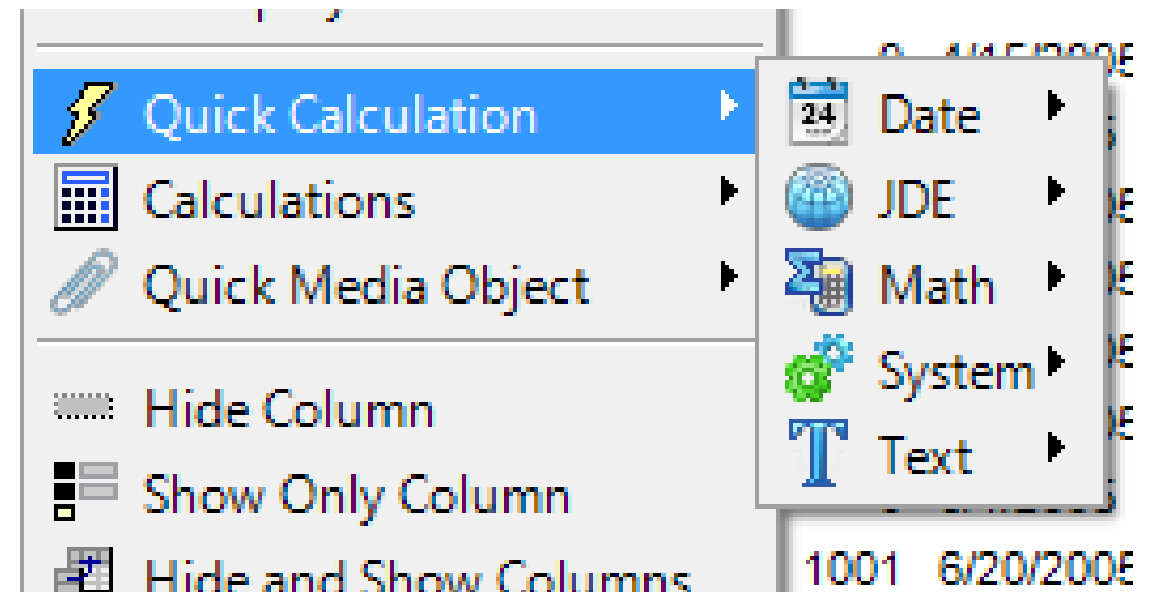 Quick Calculation
Calculations
Quick Media Object
Hide Column
Show Only Column
Hide and Show Columns
24
Date
JDE
Math
System
Text
1001 6/20/2005